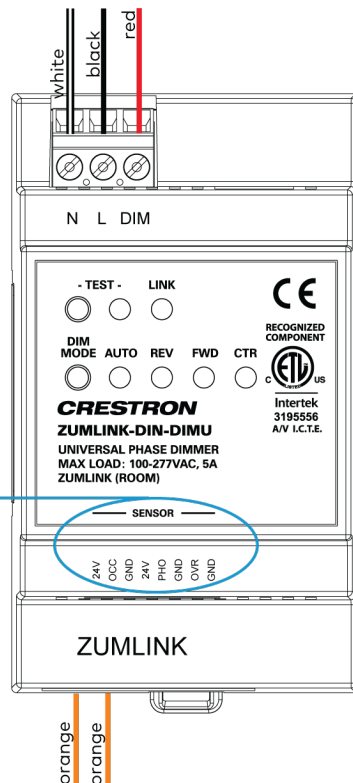 white
black
red
N L DIM
- TEST - LINK
DIM
MODE AUTO REV FWD CTR
CE
RECOGNIZED
COMPONENT
C ETL US
Intertek
3195556
A/V I.C.T.E.
CRESTRON
ZUMLINK-DIN-DIMU
UNIVERSAL PHASE DIMMER
MAX LOAD: 100-277VAC, 5A
ZUMLINK (ROOM)
SENSOR
24V
OCC
GND
24V
PHO
GND
OVR
GND
ZUMLINK
orange
orange